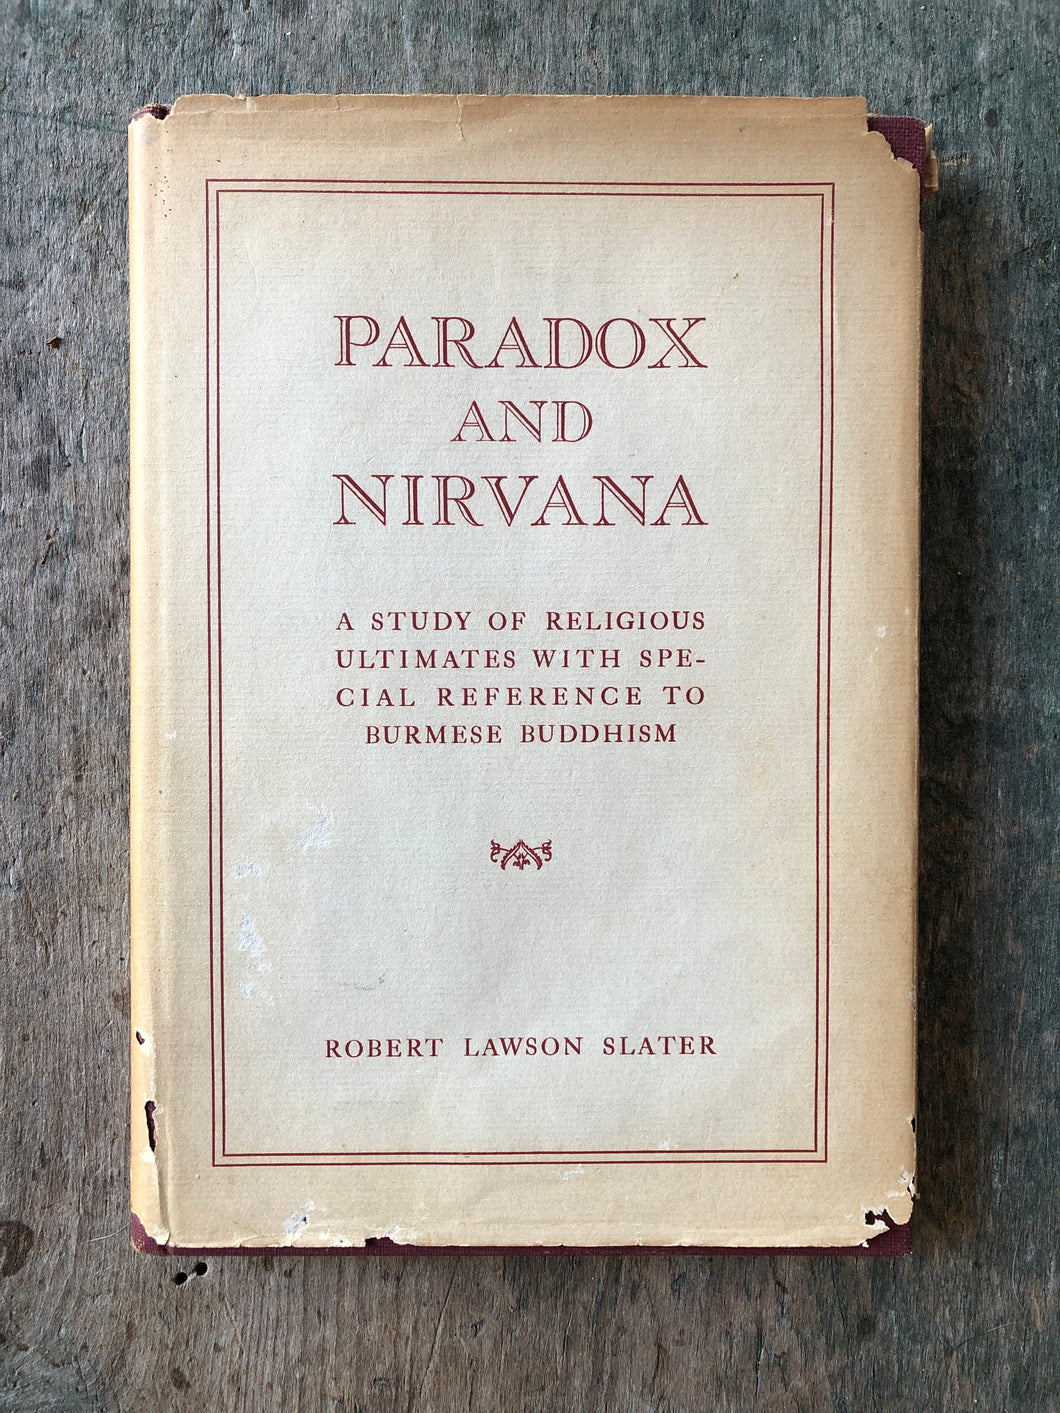 PARADOX
AND
NIRVANA
A STUDY OF RELIGIOUS
ULTIMATES WITH SPE-
CIAL REFERENCE TO
BURMESE BUDDHISM
ROBERT LAWSON SLATER